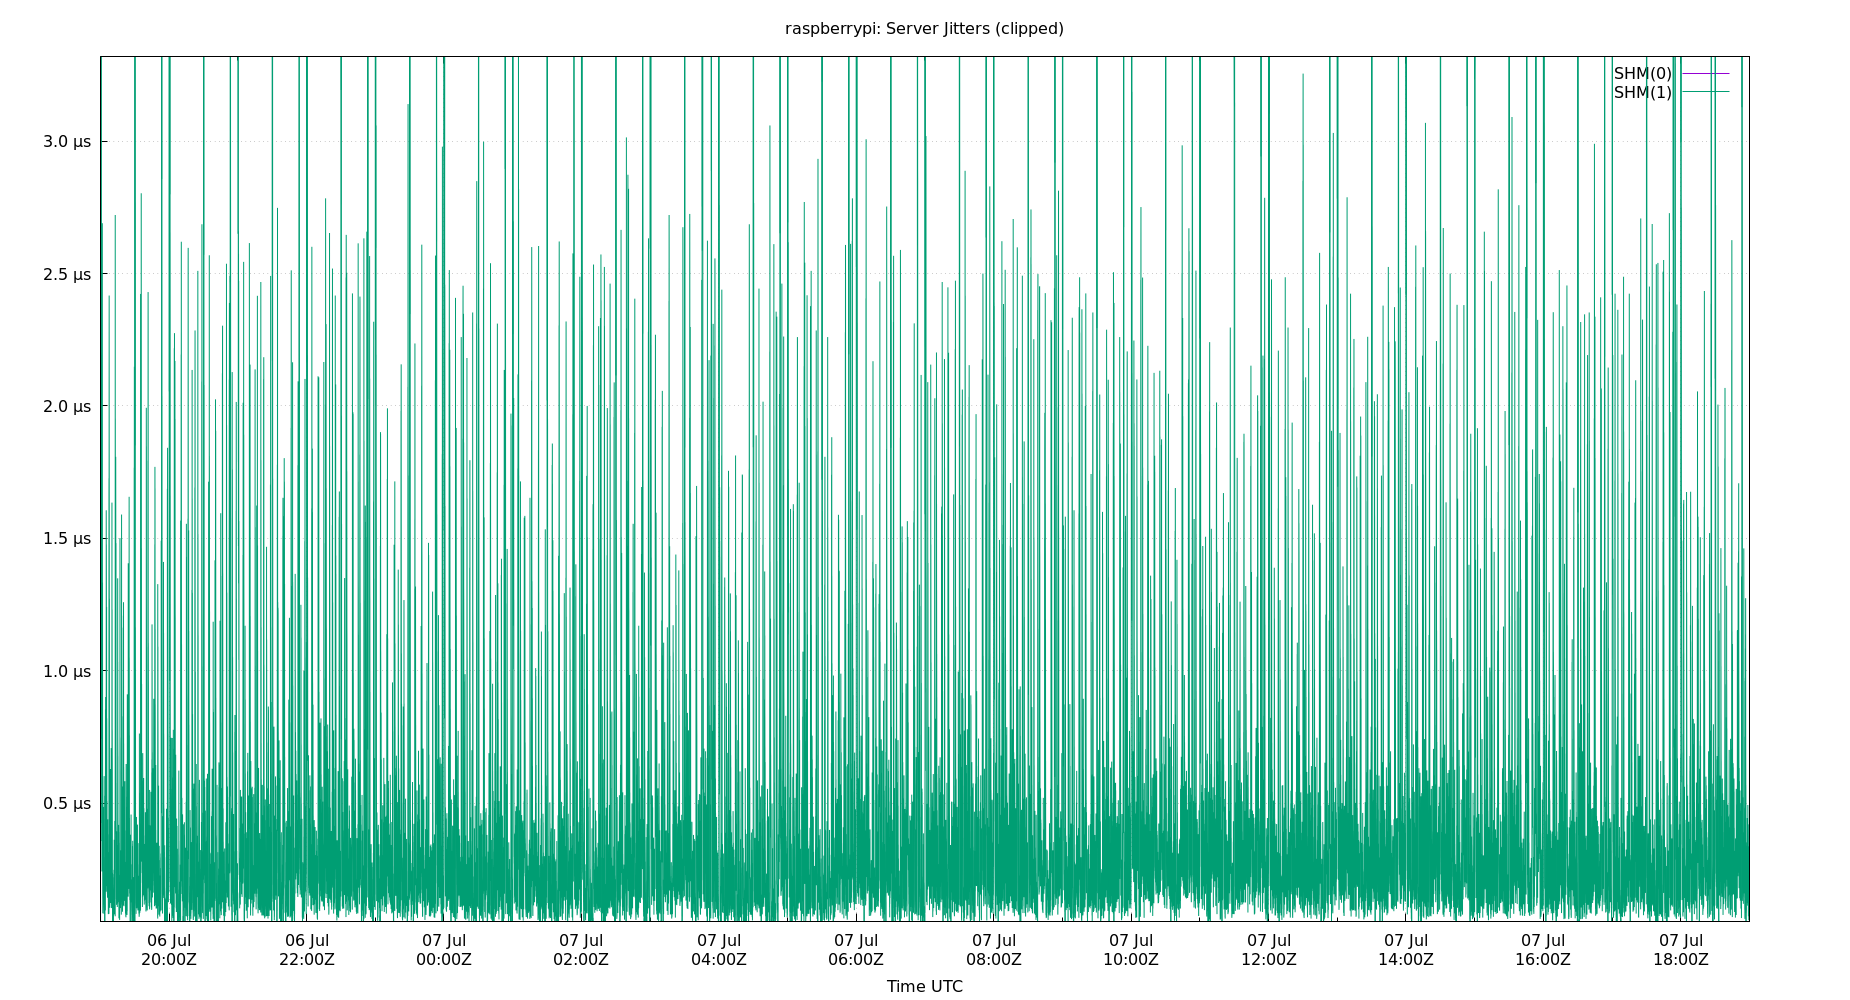 raspberrypi: Server Jitters (clipped)
SHM(0)
SHM(1)
3.0 µs
2.5 µs
2.0 µs
1.5 µs
1.0 µs
0.5 µs
06 Jul 06 Jul 07 Jul 07 Jul 07 Jul 07 Jul 07 Jul 07 Jul 07 Jul 07 Jul 07 Jul 07 Jul
20:00Z 22:00Z 00:00Z 02:00Z 04:00Z 06:00Z 08:00Z 10:00Z 12:00Z 14:00Z 16:00Z 18:00Z
Time UTC